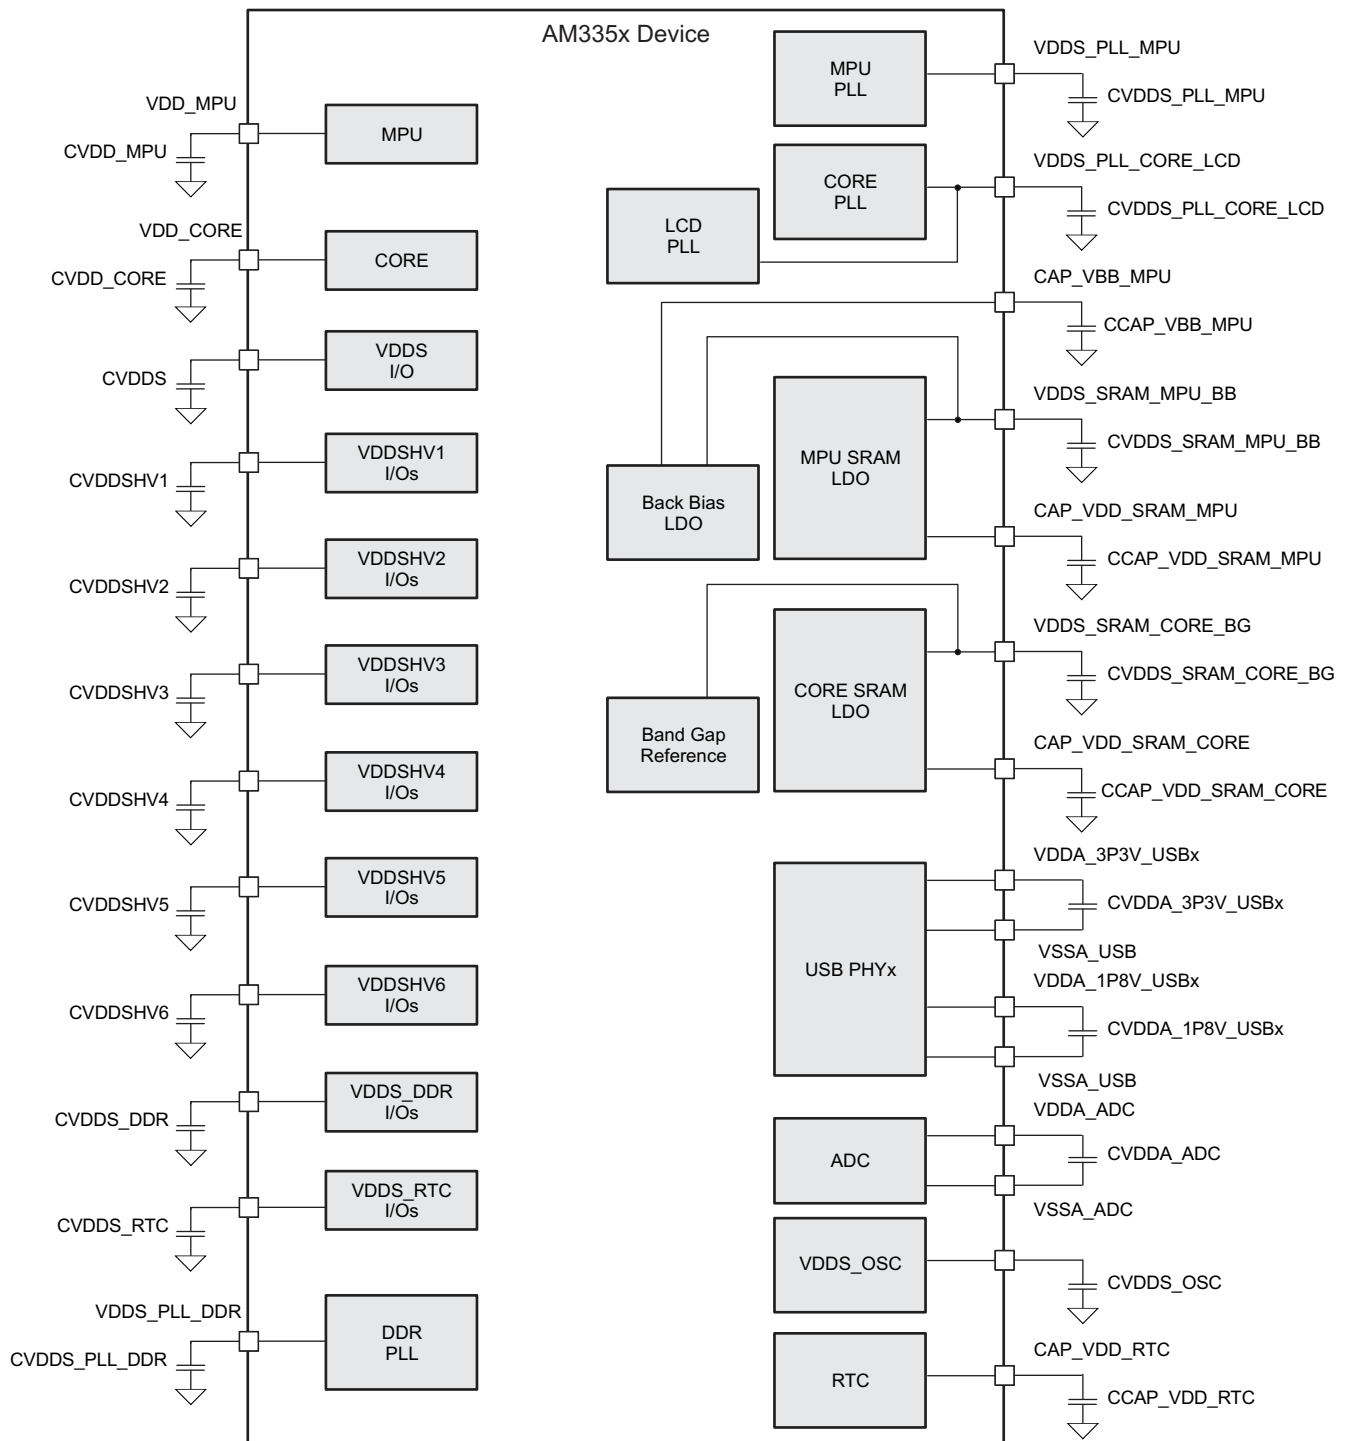 AM335x Device
VDD_MPU
CVDD_MPU
MPU
VDD_CORE
CVDD_CORE
CORE
CVDDS
VDDS
I/O
CVDDSHV1
VDDSHV1
I/Os
CVDDSHV2
VDDSHV2
I/Os
CVDDSHV3
VDDSHV3
I/Os
CVDDSHV4
VDDSHV4
I/Os
CVDDSHV5
VDDSHV5
I/Os
CVDDSHV6
VDDSHV6
I/Os
CVDDS_DDR
VDDS_DDR
I/Os
CVDDS_RTC
VDDS_RTC
I/Os
VDDS_PLL_DDR
CVDDS_PLL_DDR
DDR
PLL
MPU
PLL
VDDS_PLL_MPU
CVDDS_PLL_MPU
CORE
PLL
LCD
PLL
VDDS_PLL_CORE_LCD
CVDDS_PLL_CORE_LCD
CAP_VBB_MPU
CCAP_VBB_MPU
Back Bias
LDO
MPU SRAM
LDO
VDDS_SRAM_MPU_BB
CVDDS_SRAM_MPU_BB
CAP_VDD_SRAM_MPU
CCAP_VDD_SRAM_MPU
Band Gap
Reference
CORE SRAM
LDO
VDDS_SRAM_CORE_BG
CVDDS_SRAM_CORE_BG
CAP_VDD_SRAM_CORE
CCAP_VDD_SRAM_CORE
USB PHYx
VDDA_3P3V_USBx
CVDDA_3P3V_USBx
VSSA_USB
VDDA_1P8V_USBx
CVDDA_1P8V_USBx
VSSA_USB
ADC
VDDA_ADC
CVDDA_ADC
VSSA_ADC
VDDS_OSC
CVDDS_OSC
RTC
CAP_VDD_RTC
CCAP_VDD_RTC